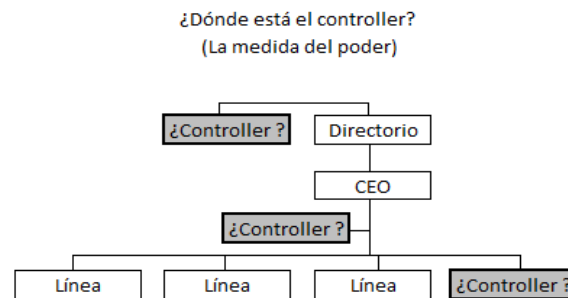 ¿Dónde está el controller?
(La medida del poder)
¿Controller ?
Directorio
CEO
¿Controller ?
Línea
Línea
Línea
¿Controller ?